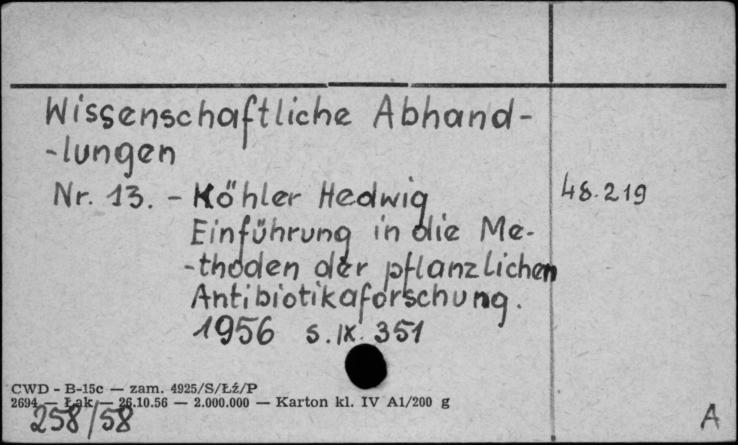 Wissenschaftliche Abhand-
-lungen
Nr. 13. - Köhler Hedwig 48.219
Einführung in die Me-
-thoden der pflanzlichen
Antibiotikaforschung.
1956 s. IX. 351
CWD - B-15c — zam. 4925/S/Łź/P
2694 — Łąk — 26.10.56 — 2.000.000 — Karton kl. IV A1/200 g
258/58
A